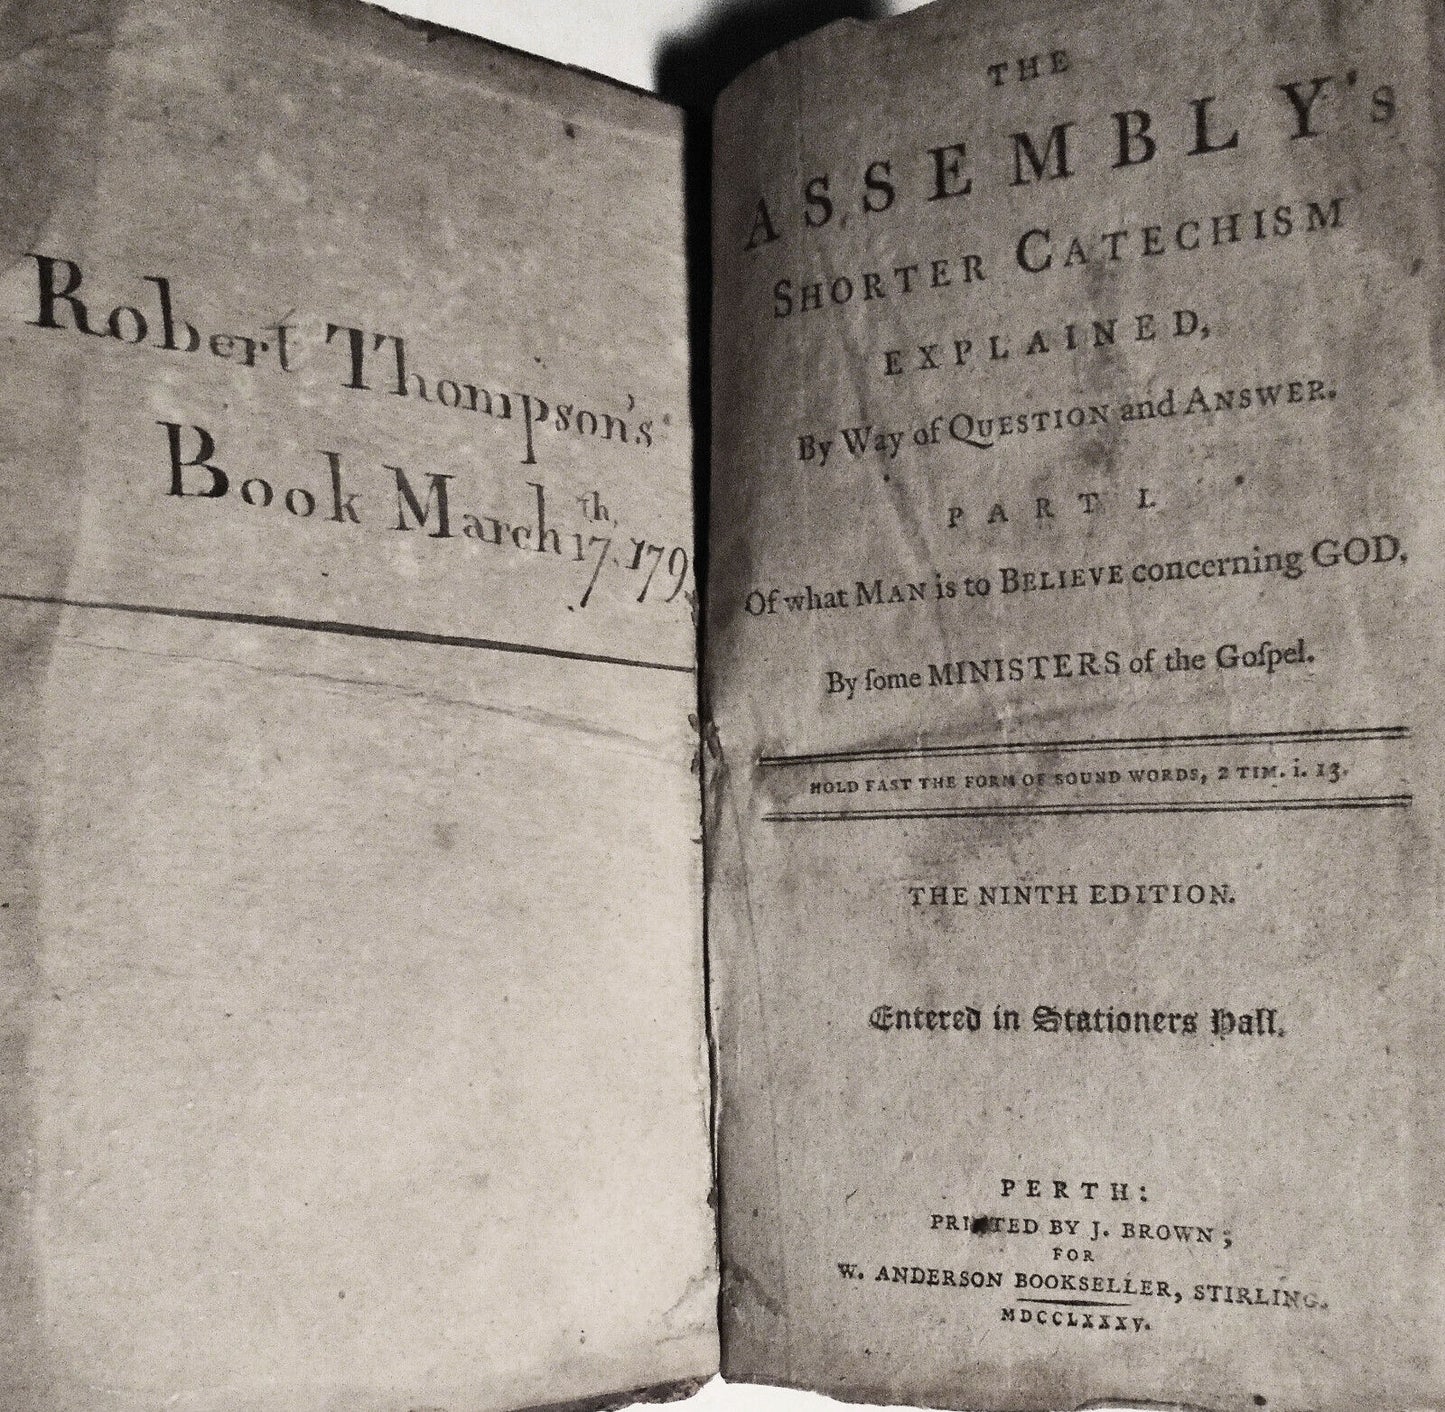 Robert Thompson's
Book March 17th, 179
THE
ASSEMBLY's
SHORTER CATECHISM
EXPLAINED,
By Way of QUESTION and ANSWER.
PART I.
Of what MAN is to BELIEVE concerning GOD,
By ſome MINISTERS of the Goſpel.
HOLD FAST THE FORM OF SOUND WORDS, 2 TIM. i. 13.
THE NINTH EDITION.
Entered in Stationers Hall.
PERTH:
PRINTED BY J. BROWN;
FOR
W. ANDERSON BOOKSELLER, STIRLING.
MDCCLXXXV.